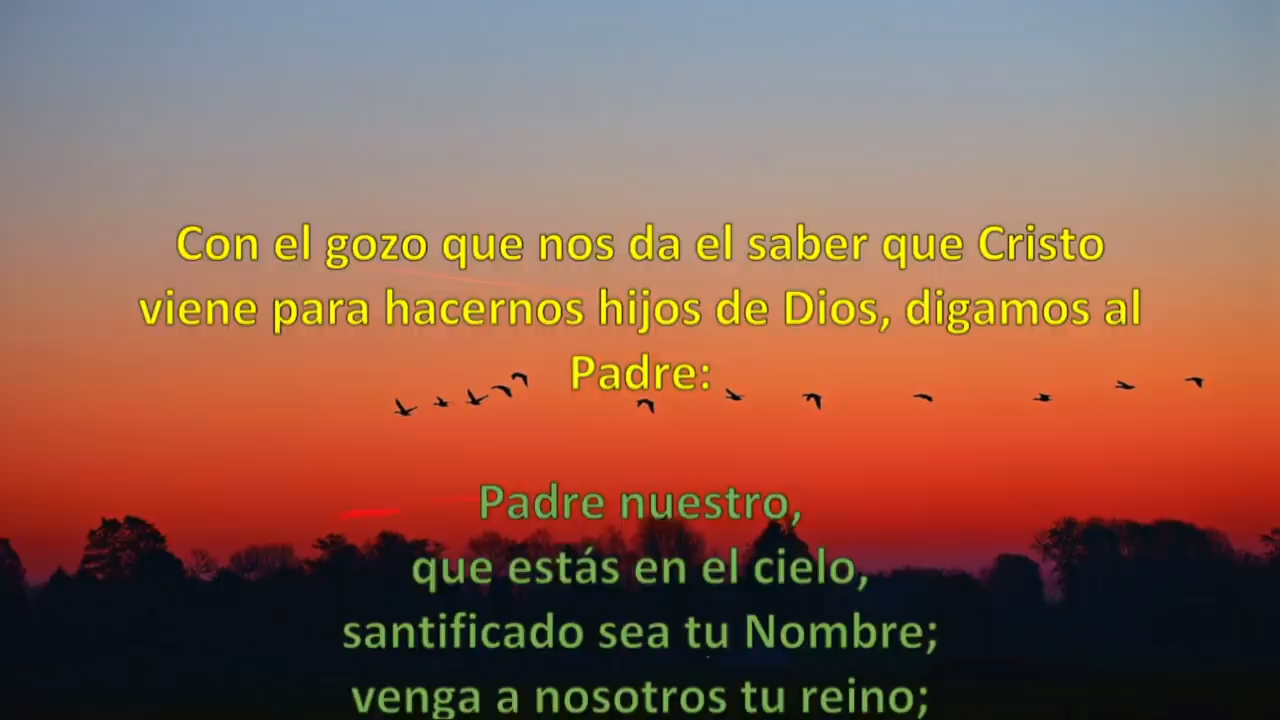 Con el gozo que nos da el saber que Cristo
viene para hacernos hijos de Dios, digamos al
Padre:
Padre nuestro,
que estás en el cielo,
santificado sea tu Nombre;
venga a nosotros tu reino;